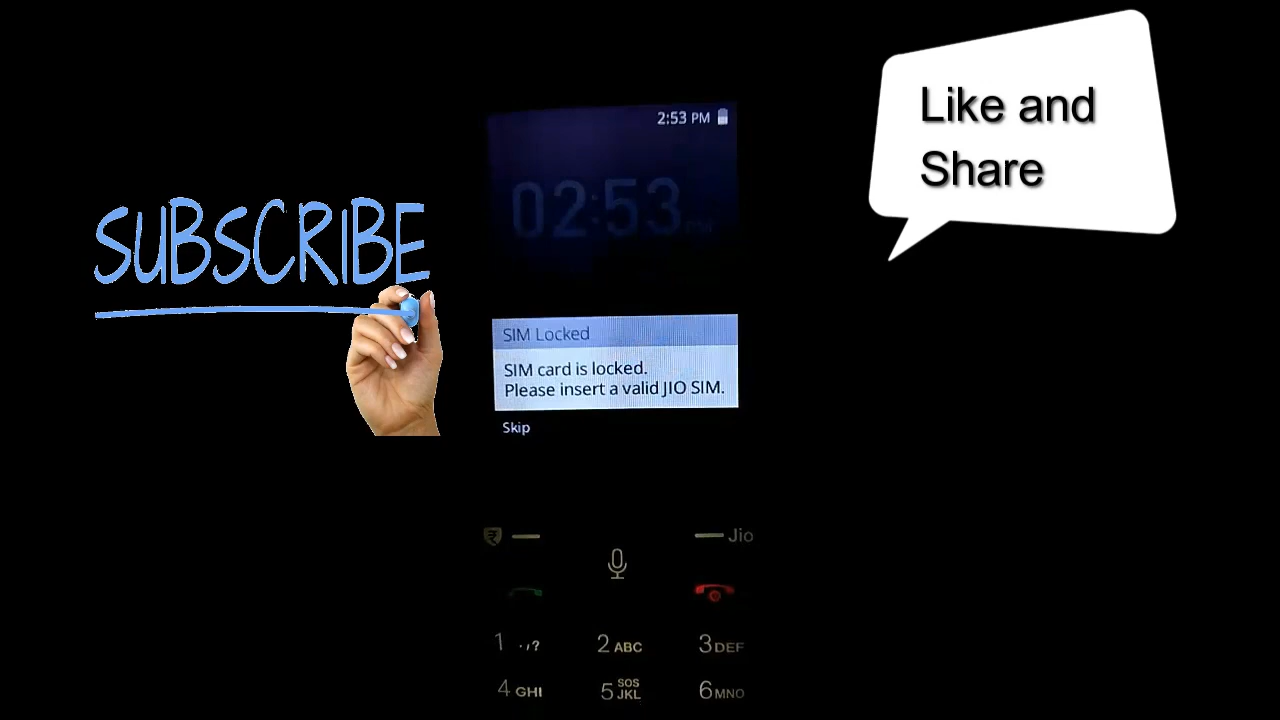 Like and
Share
SUBSCRIBE
2:53 PM
02:53
SIM Locked
SIM card is locked.
Please insert a valid JIO SIM.
Skip
Jio
1 .,?
2 ABC
3 DEF
4 GHI
5 SOS JKL
6 MNO